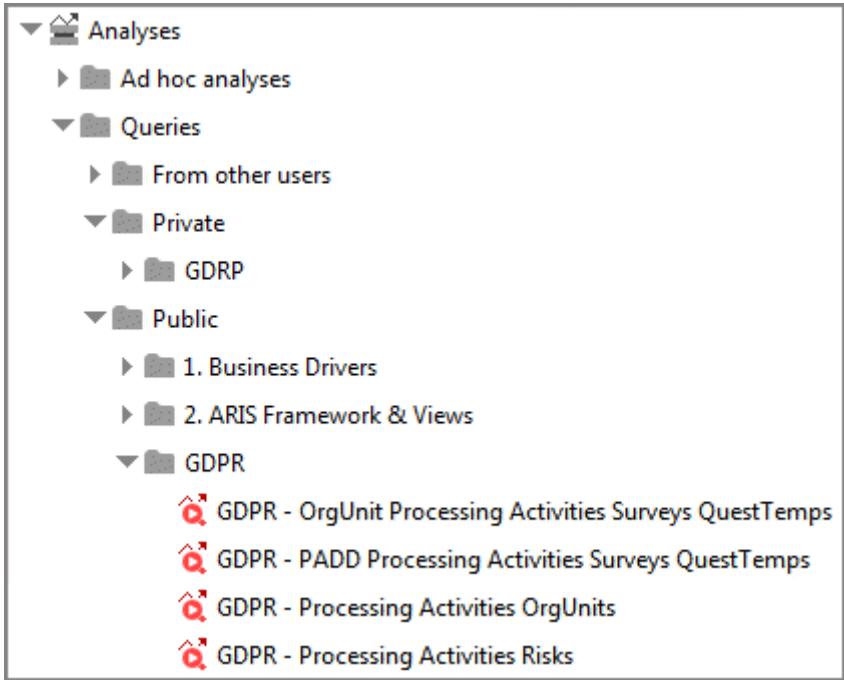 Analyses
Ad hoc analyses
Queries
From other users
Private
GDRP
Public
1. Business Drivers
2. ARIS Framework & Views
GDPR
GDPR - OrgUnit Processing Activities Surveys QuestTemps
GDPR - PADD Processing Activities Surveys QuestTemps
GDPR - Processing Activities OrgUnits
GDPR - Processing Activities Risks